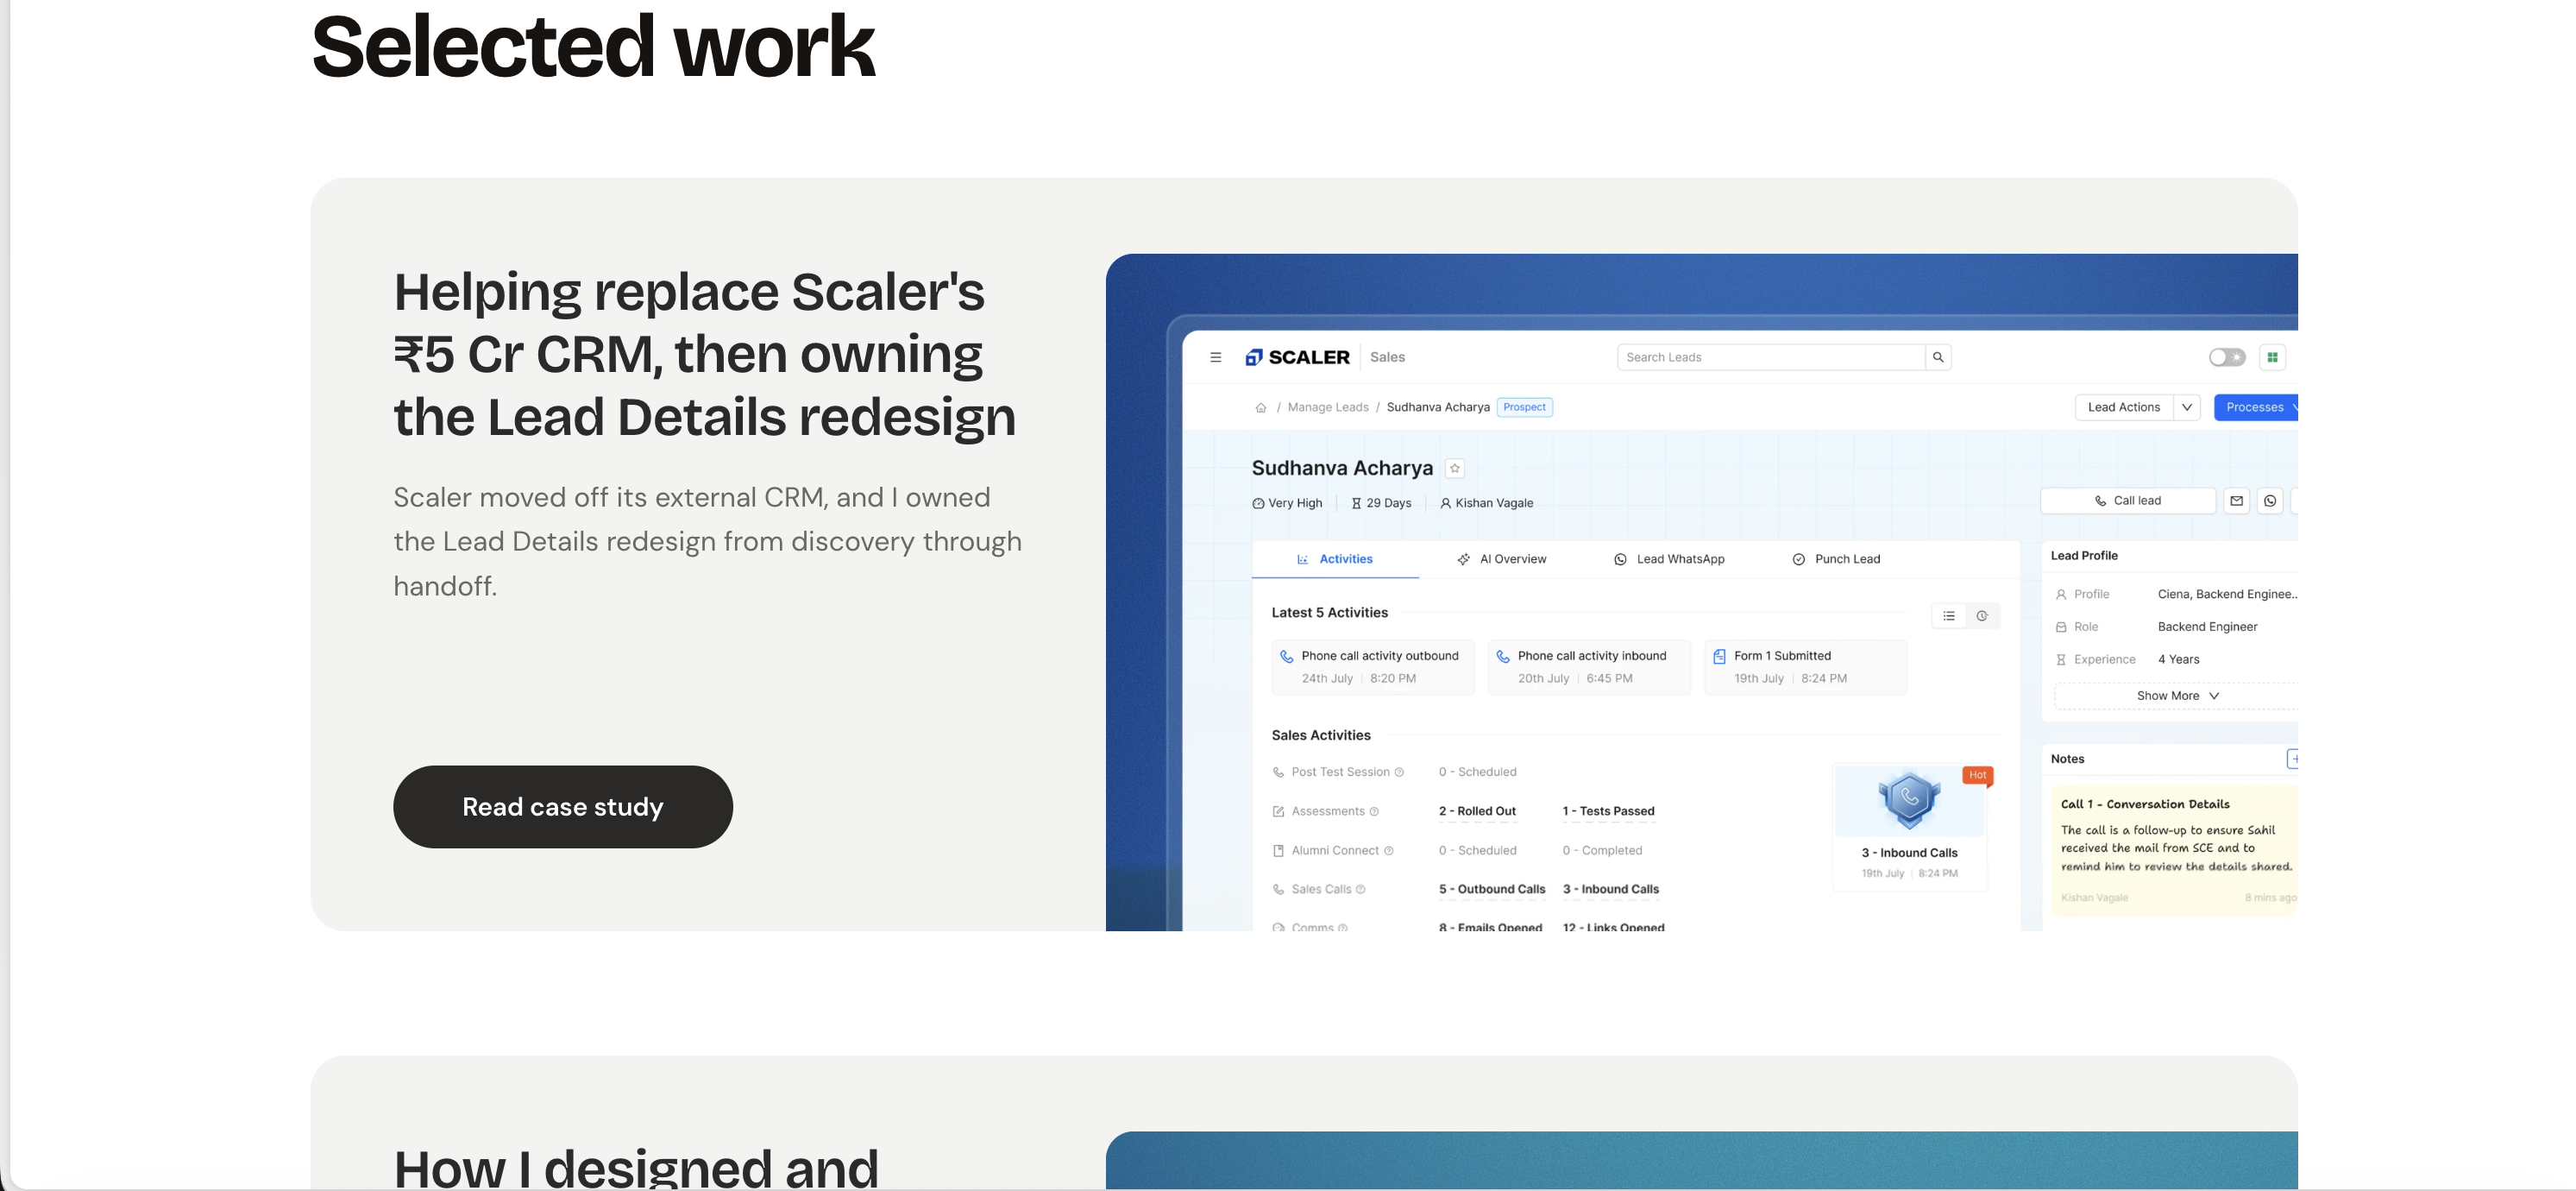 Selected work
Helping replace Scaler's
₹5 Cr CRM, then owning
the Lead Details redesign
Scaler moved off its external CRM, and I owned
the Lead Details redesign from discovery through
handoff.
Read case study
SCALER Sales
Search Leads
/ Manage Leads / Sudhanva Acharya Prospect
Lead Actions
Processes
Sudhanva Acharya
Very High 29 Days Kishan Vagale
Call lead
Activities AI Overview Lead WhatsApp Punch Lead
Latest 5 Activities
Phone call activity outbound
24th July 8:20 PM
Phone call activity inbound
20th July 6:45 PM
Form 1 Submitted
19th July 8:24 PM
Sales Activities
Post Test Session 0 - Scheduled
Assessments 2 - Rolled Out 1 - Tests Passed
Alumni Connect 0 - Scheduled 0 - Completed
Sales Calls 5 - Outbound Calls 3 - Inbound Calls
Comms 8 - Emails Opened 12 - Links Opened
Hot
3 - Inbound Calls
19th July 8:24 PM
Lead Profile
Profile Ciena, Backend Enginee..
Role Backend Engineer
Experience 4 Years
Show More
Notes
Call 1 - Conversation Details
The call is a follow-up to ensure Sahil
received the mail from SCE and to
remind him to review the details shared.
Kishan Vagale 8 mins ago
How I designed and